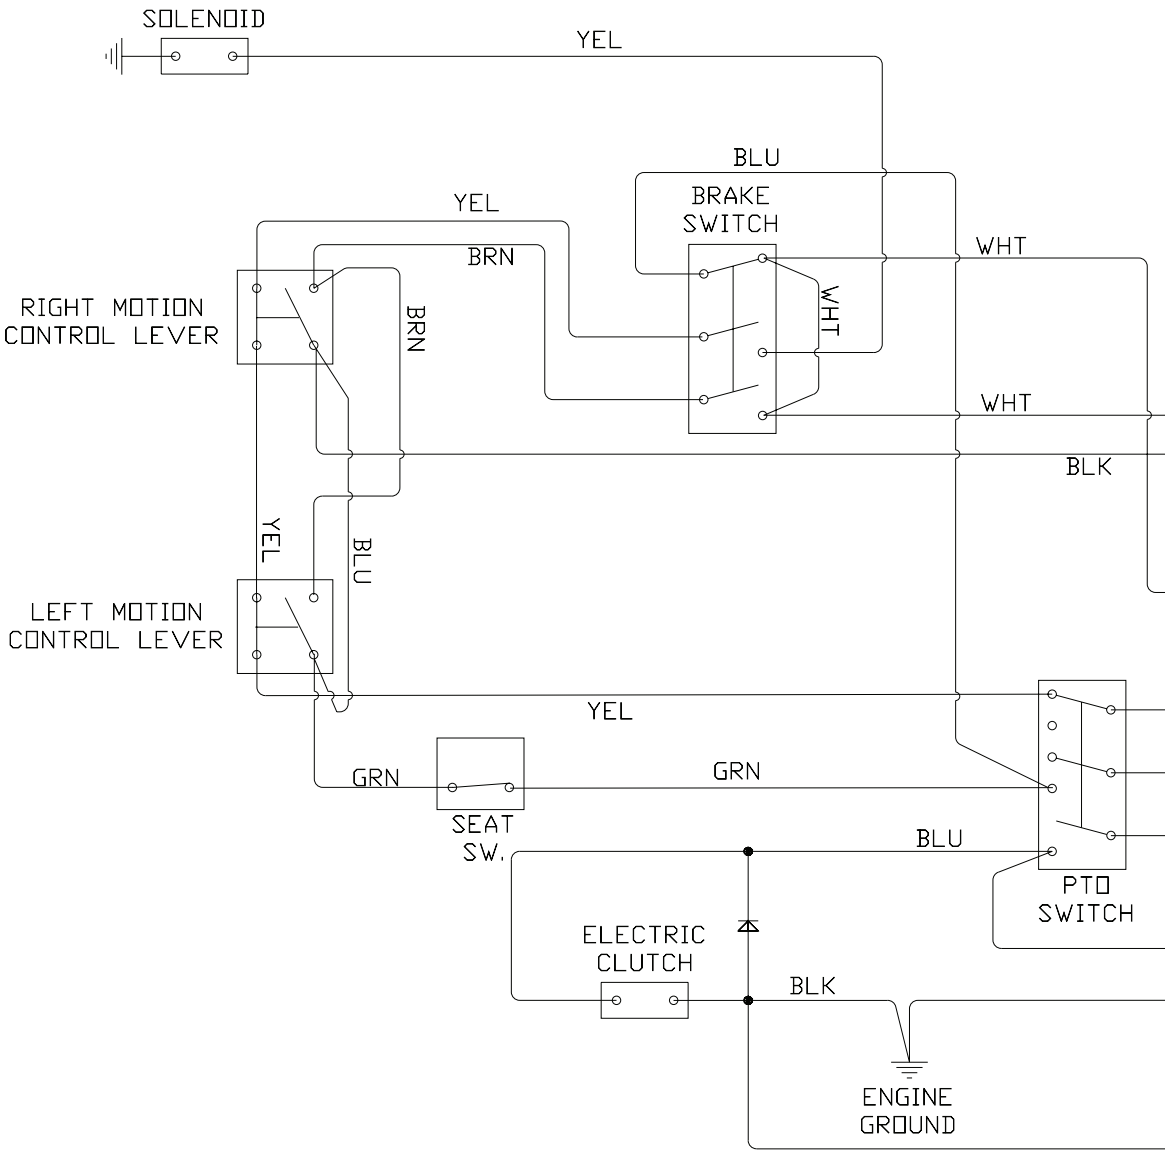 SOLENOID
YEL
BLU
BRAKE
SWITCH
YEL
BRN
WHT
WHT
RIGHT MOTION
CONTROL LEVER
BRN
WHT
BLK
YEL
BLU
LEFT MOTION
CONTROL LEVER
YEL
GRN
GRN
SEAT
SW.
BLU
PTO
SWITCH
ELECTRIC
CLUTCH
BLK
ENGINE
GROUND